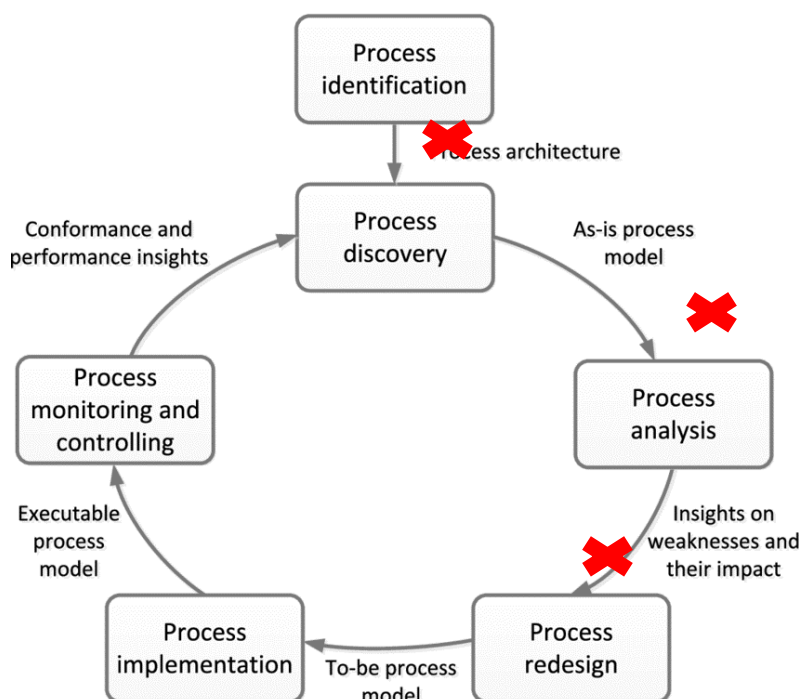 Process
identification
architecture
Process
discovery
As-is process
model
Process
analysis
Insights on
weaknesses and
their impact
Process
redesign
To-be process
model
Process
implementation
Executable
process
model
Process
monitoring and
controlling
Conformance and
performance insights